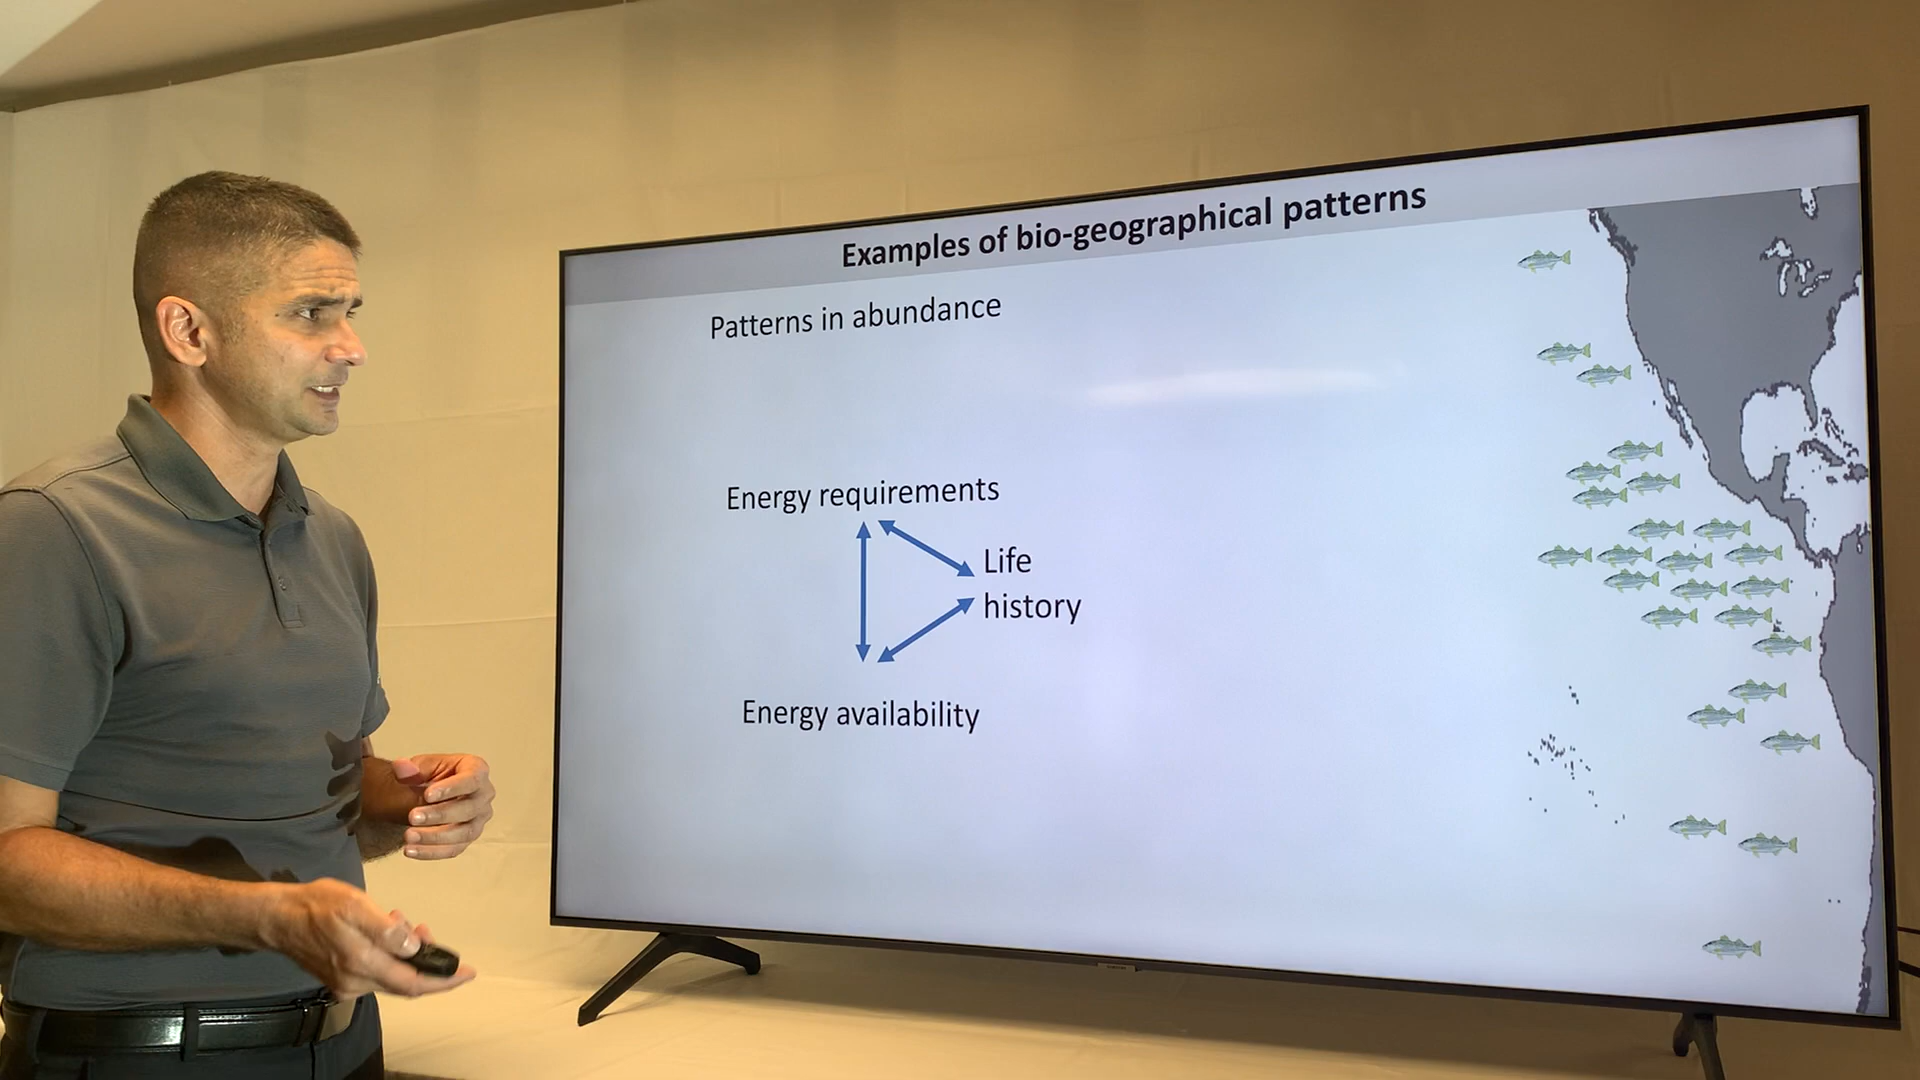 Examples of bio-geographical patterns
Patterns in abundance
Energy requirements
Life
history
Energy availability